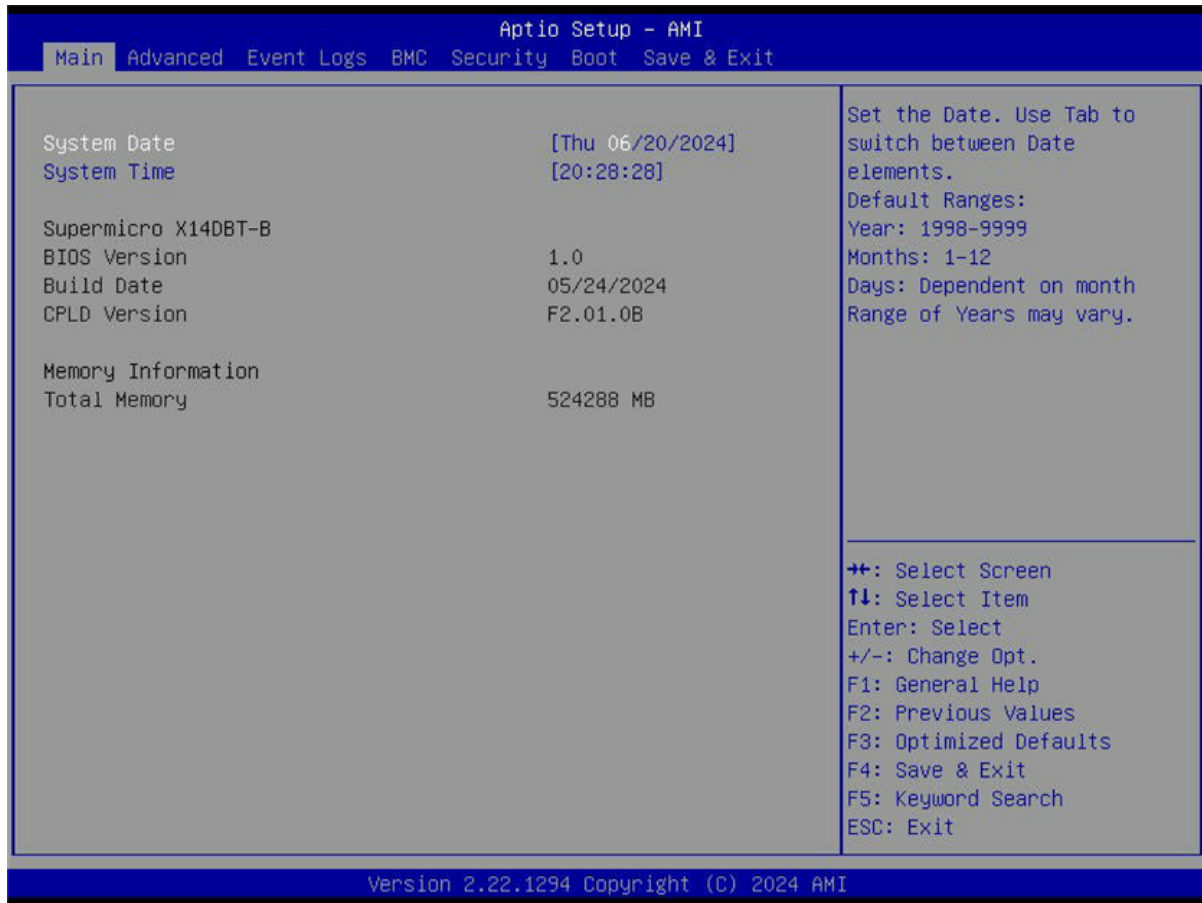 Aptio Setup – AMI
Main Advanced Event Logs BMC Security Boot Save & Exit
System Date [Thu 06/20/2024]
System Time [20:28:28]
Supermicro X14DBT-B
BIOS Version 1.0
Build Date 05/24/2024
CPLD Version F2.01.0B
Memory Information
Total Memory 524288 MB
Set the Date. Use Tab to
switch between Date
elements.
Default Ranges:
Year: 1998-9999
Months: 1-12
Days: Dependent on month
Range of Years may vary.
→←: Select Screen
↑↓: Select Item
Enter: Select
+/-: Change Opt.
F1: General Help
F2: Previous Values
F3: Optimized Defaults
F4: Save & Exit
F5: Keyword Search
ESC: Exit
Version 2.22.1294 Copyright (C) 2024 AMI